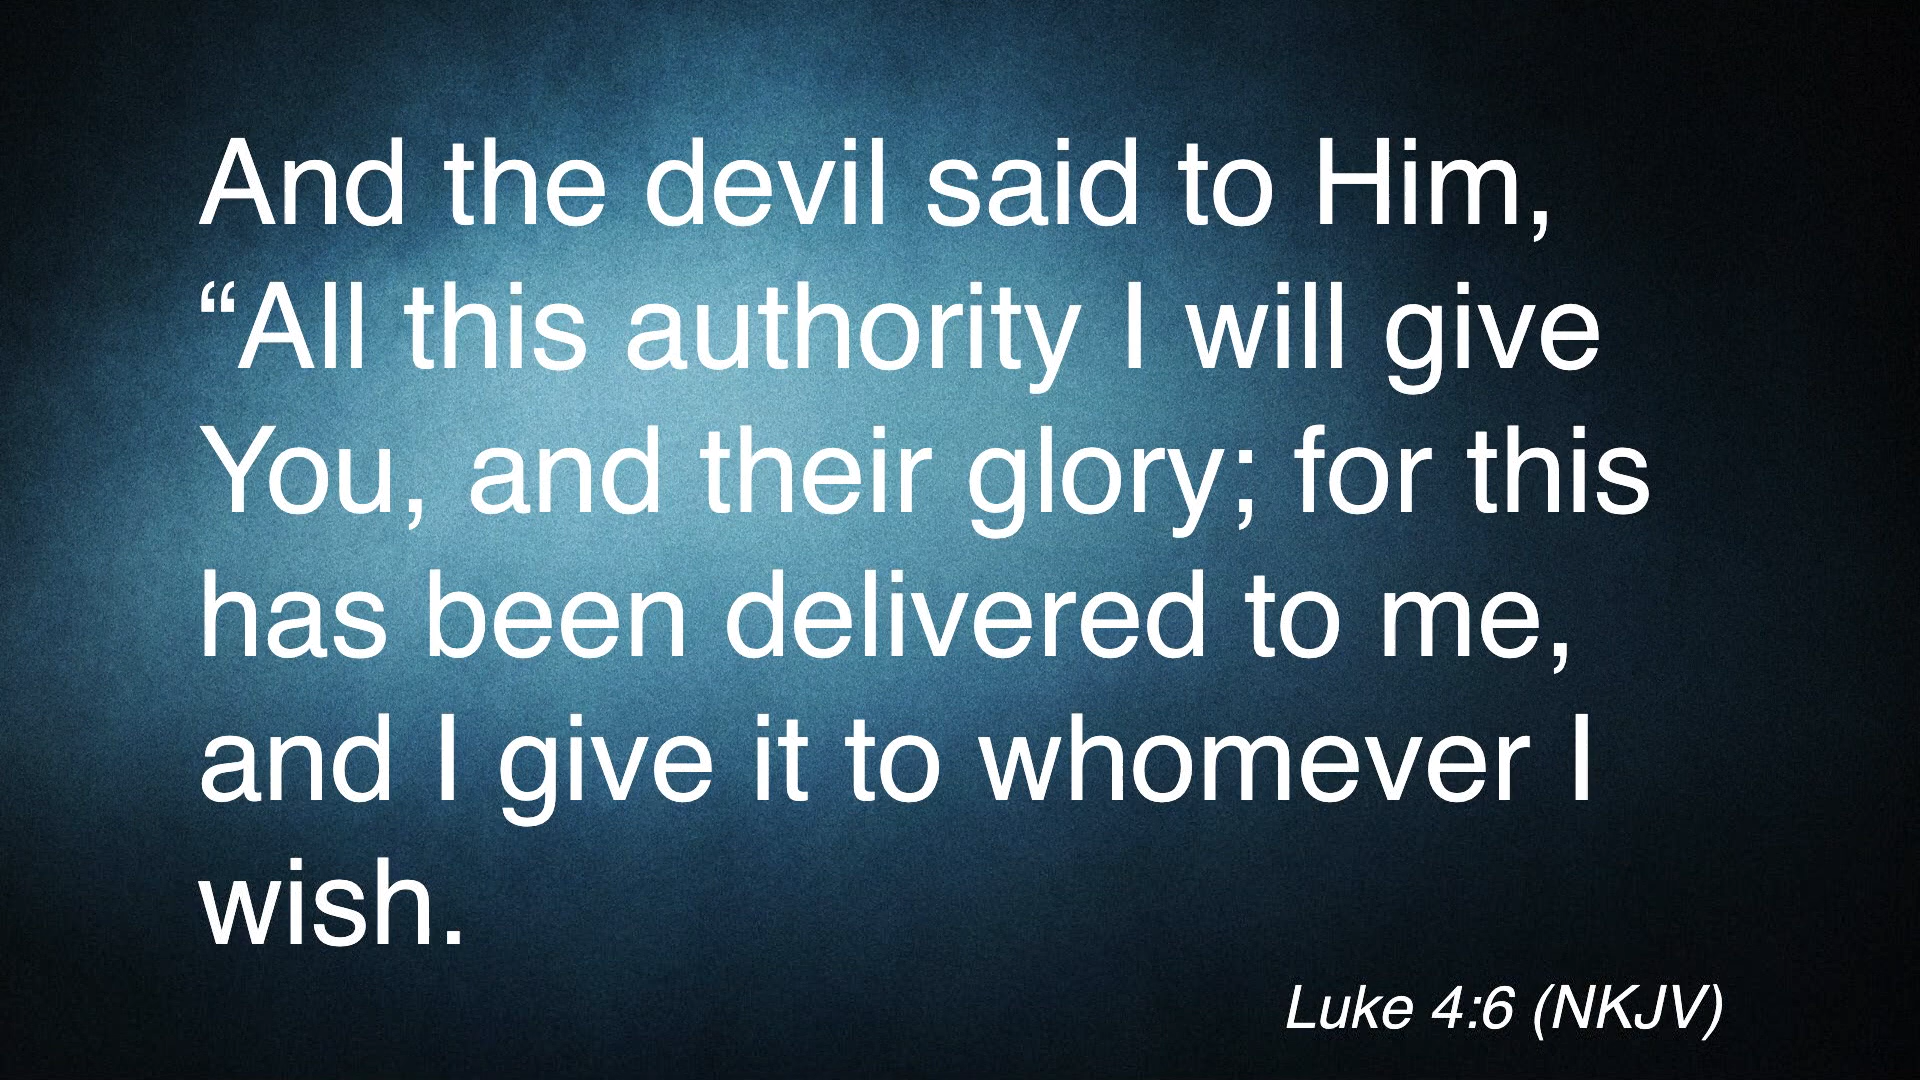 And the devil said to Him,
“All this authority I will give
You, and their glory; for this
has been delivered to me,
and I give it to whomever I
wish.
Luke 4:6 (NKJV)